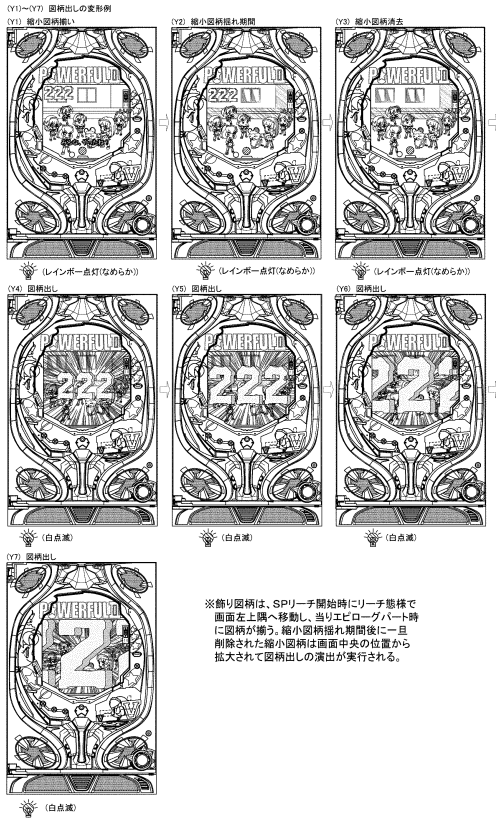 (Y1)～(Y7) 図柄出しの変形例
(Y1) 縮小図柄揃い
(Y2) 縮小図柄揺れ期間
(Y3) 縮小図柄消去
POWERFUL
222
POWERFUL
222
POWERFUL
(レインボー点灯(なめらか))
(レインボー点灯(なめらか))
(レインボー点灯(なめらか))
(Y4) 図柄出し
(Y5) 図柄出し
(Y6) 図柄出し
POWERFUL
222
POWERFUL
222
POWERFUL
222
(白点滅)
(白点滅)
(白点滅)
(Y7) 図柄出し
POWERFUL
2
(白点滅)
※飾り図柄は、SPリーチ開始時にリーチ態様で
画面左上隅へ移動し、当りエピローグパート時
に図柄が揃う。縮小図柄揺れ期間後に一旦
削除された縮小図柄は画面中央の位置から
拡大されて図柄出しの演出が実行される。